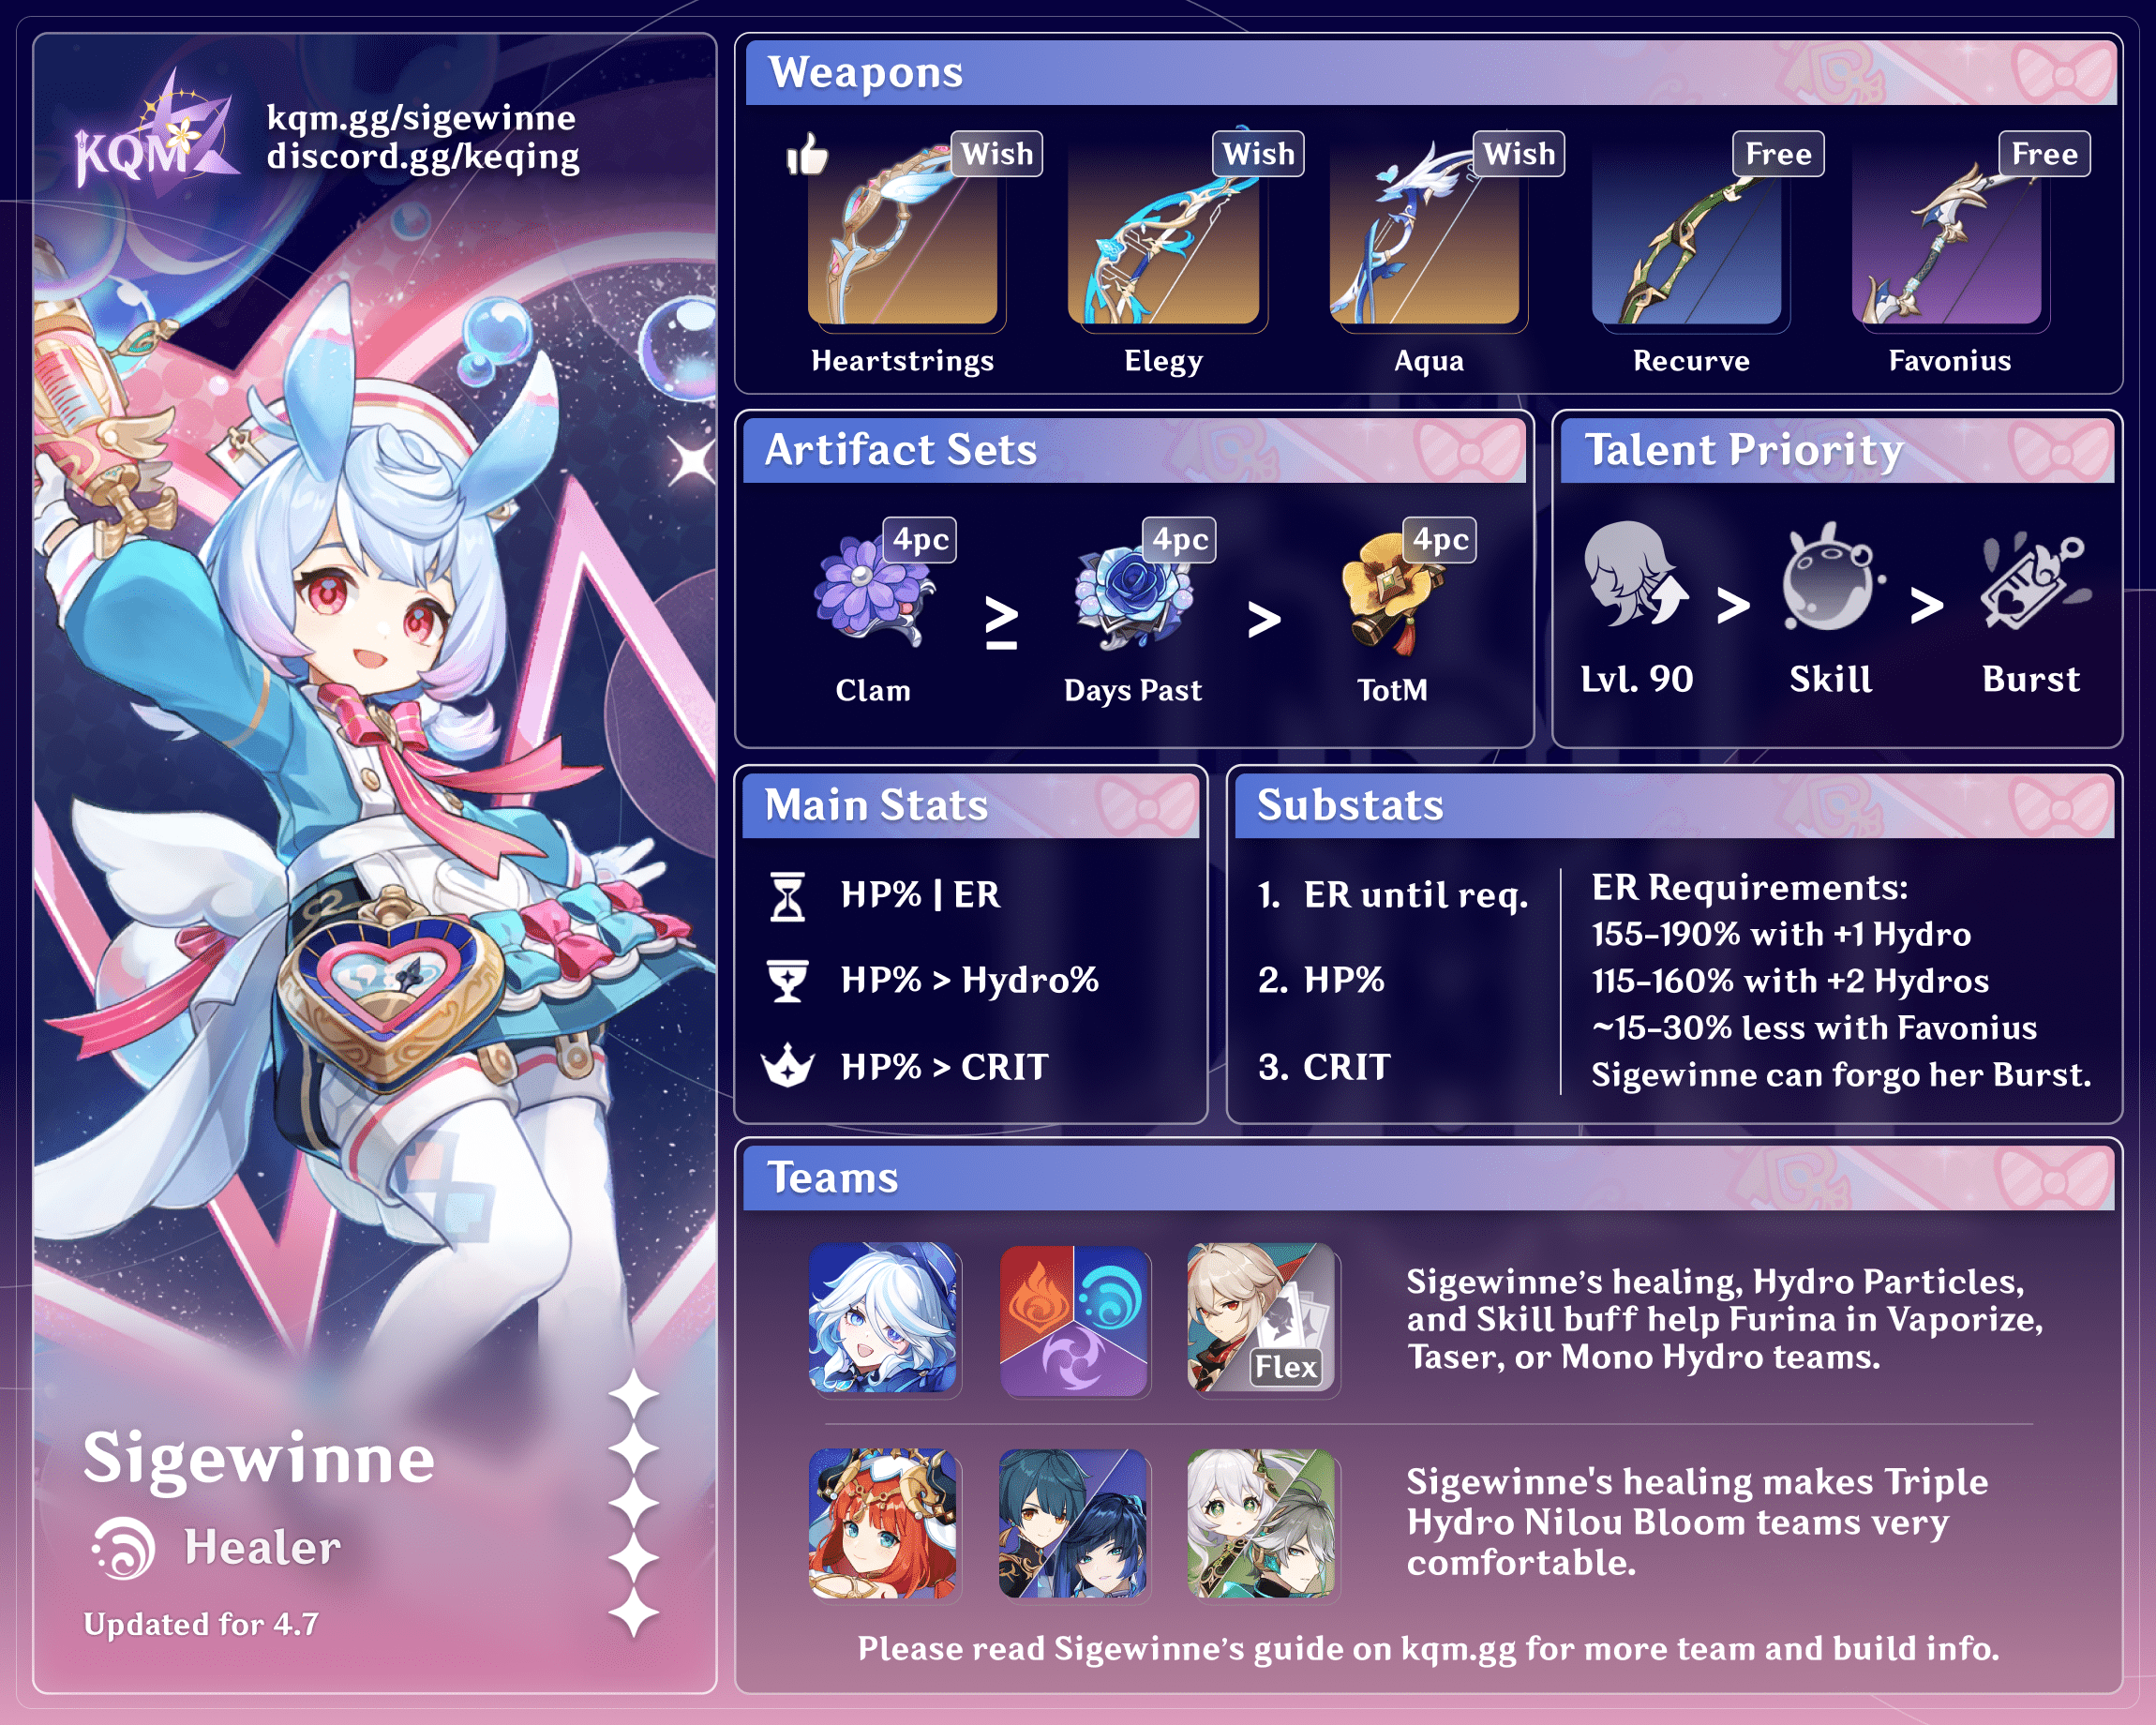 KQM
kqm.gg/sigewinne
discord.gg/keqing
Sigewinne
Healer
Updated for 4.7
Weapons
Wish
Wish
Wish
Free
Free
Heartstrings
Elegy
Aqua
Recurve
Favonius
Artifact Sets
4pc
4pc
4pc
≥
>
Clam
Days Past
TotM
Talent Priority
> >
Lvl. 90
Skill
Burst
Main Stats
HP% | ER
HP% > Hydro%
HP% > CRIT
Substats
1. ER until req.
2. HP%
3. CRIT
ER Requirements:
155-190% with +1 Hydro
115-160% with +2 Hydros
~15-30% less with Favonius
Sigewinne can forgo her Burst.
Teams
Flex
Sigewinne’s healing, Hydro Particles,
and Skill buff help Furina in Vaporize,
Taser, or Mono Hydro teams.
Sigewinne's healing makes Triple
Hydro Nilou Bloom teams very
comfortable.
Please read Sigewinne’s guide on kqm.gg for more team and build info.